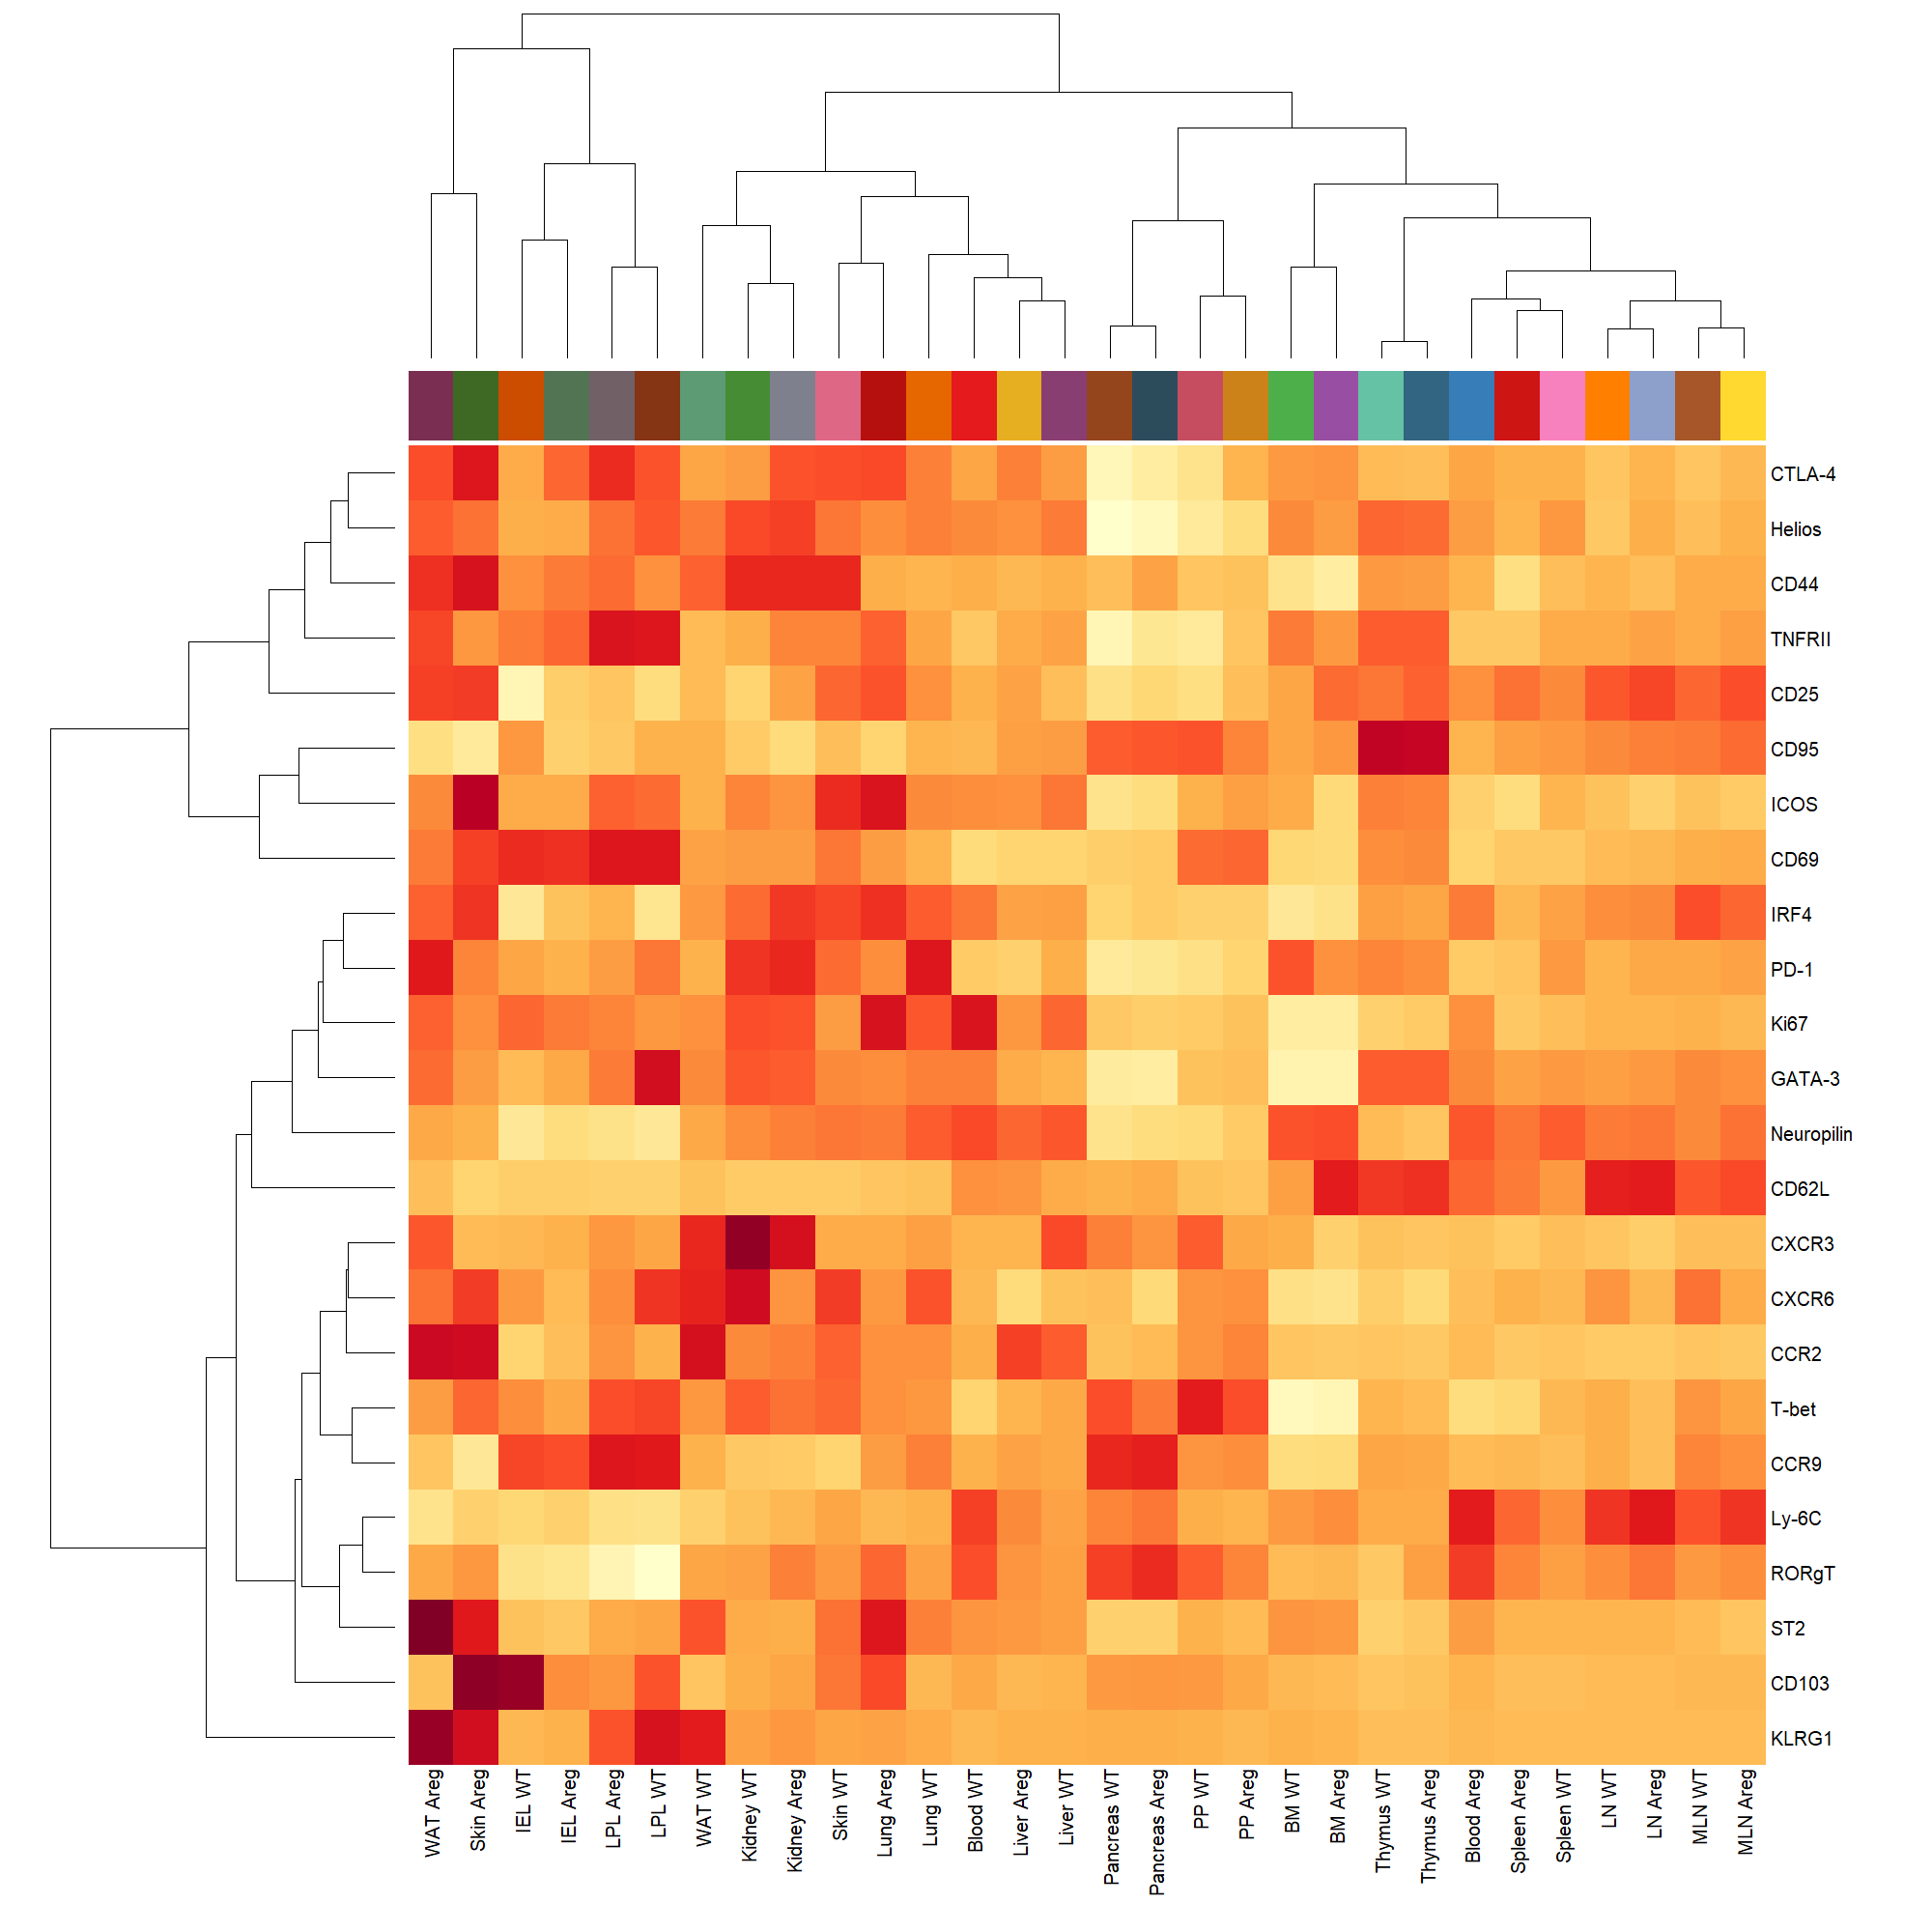 CTLA-4
Helios
CD44
TNFRII
CD25
CD95
ICOS
CD69
IRF4
PD-1
Ki67
GATA-3
Neuropilin
CD62L
CXCR3
CXCR6
CCR2
T-bet
CCR9
Ly-6C
RORgT
ST2
CD103
KLRG1
WAT Areg
Skin Areg
IEL WT
IEL Areg
LPL Areg
LPL WT
WAT WT
Kidney WT
Kidney Areg
Skin WT
Lung Areg
Lung WT
Blood WT
Liver Areg
Liver WT
Pancreas WT
Pancreas Areg
PP WT
PP Areg
BM WT
BM Areg
Thymus WT
Thymus Areg
Blood Areg
Spleen Areg
Spleen WT
LN WT
LN Areg
MLN WT
MLN Areg